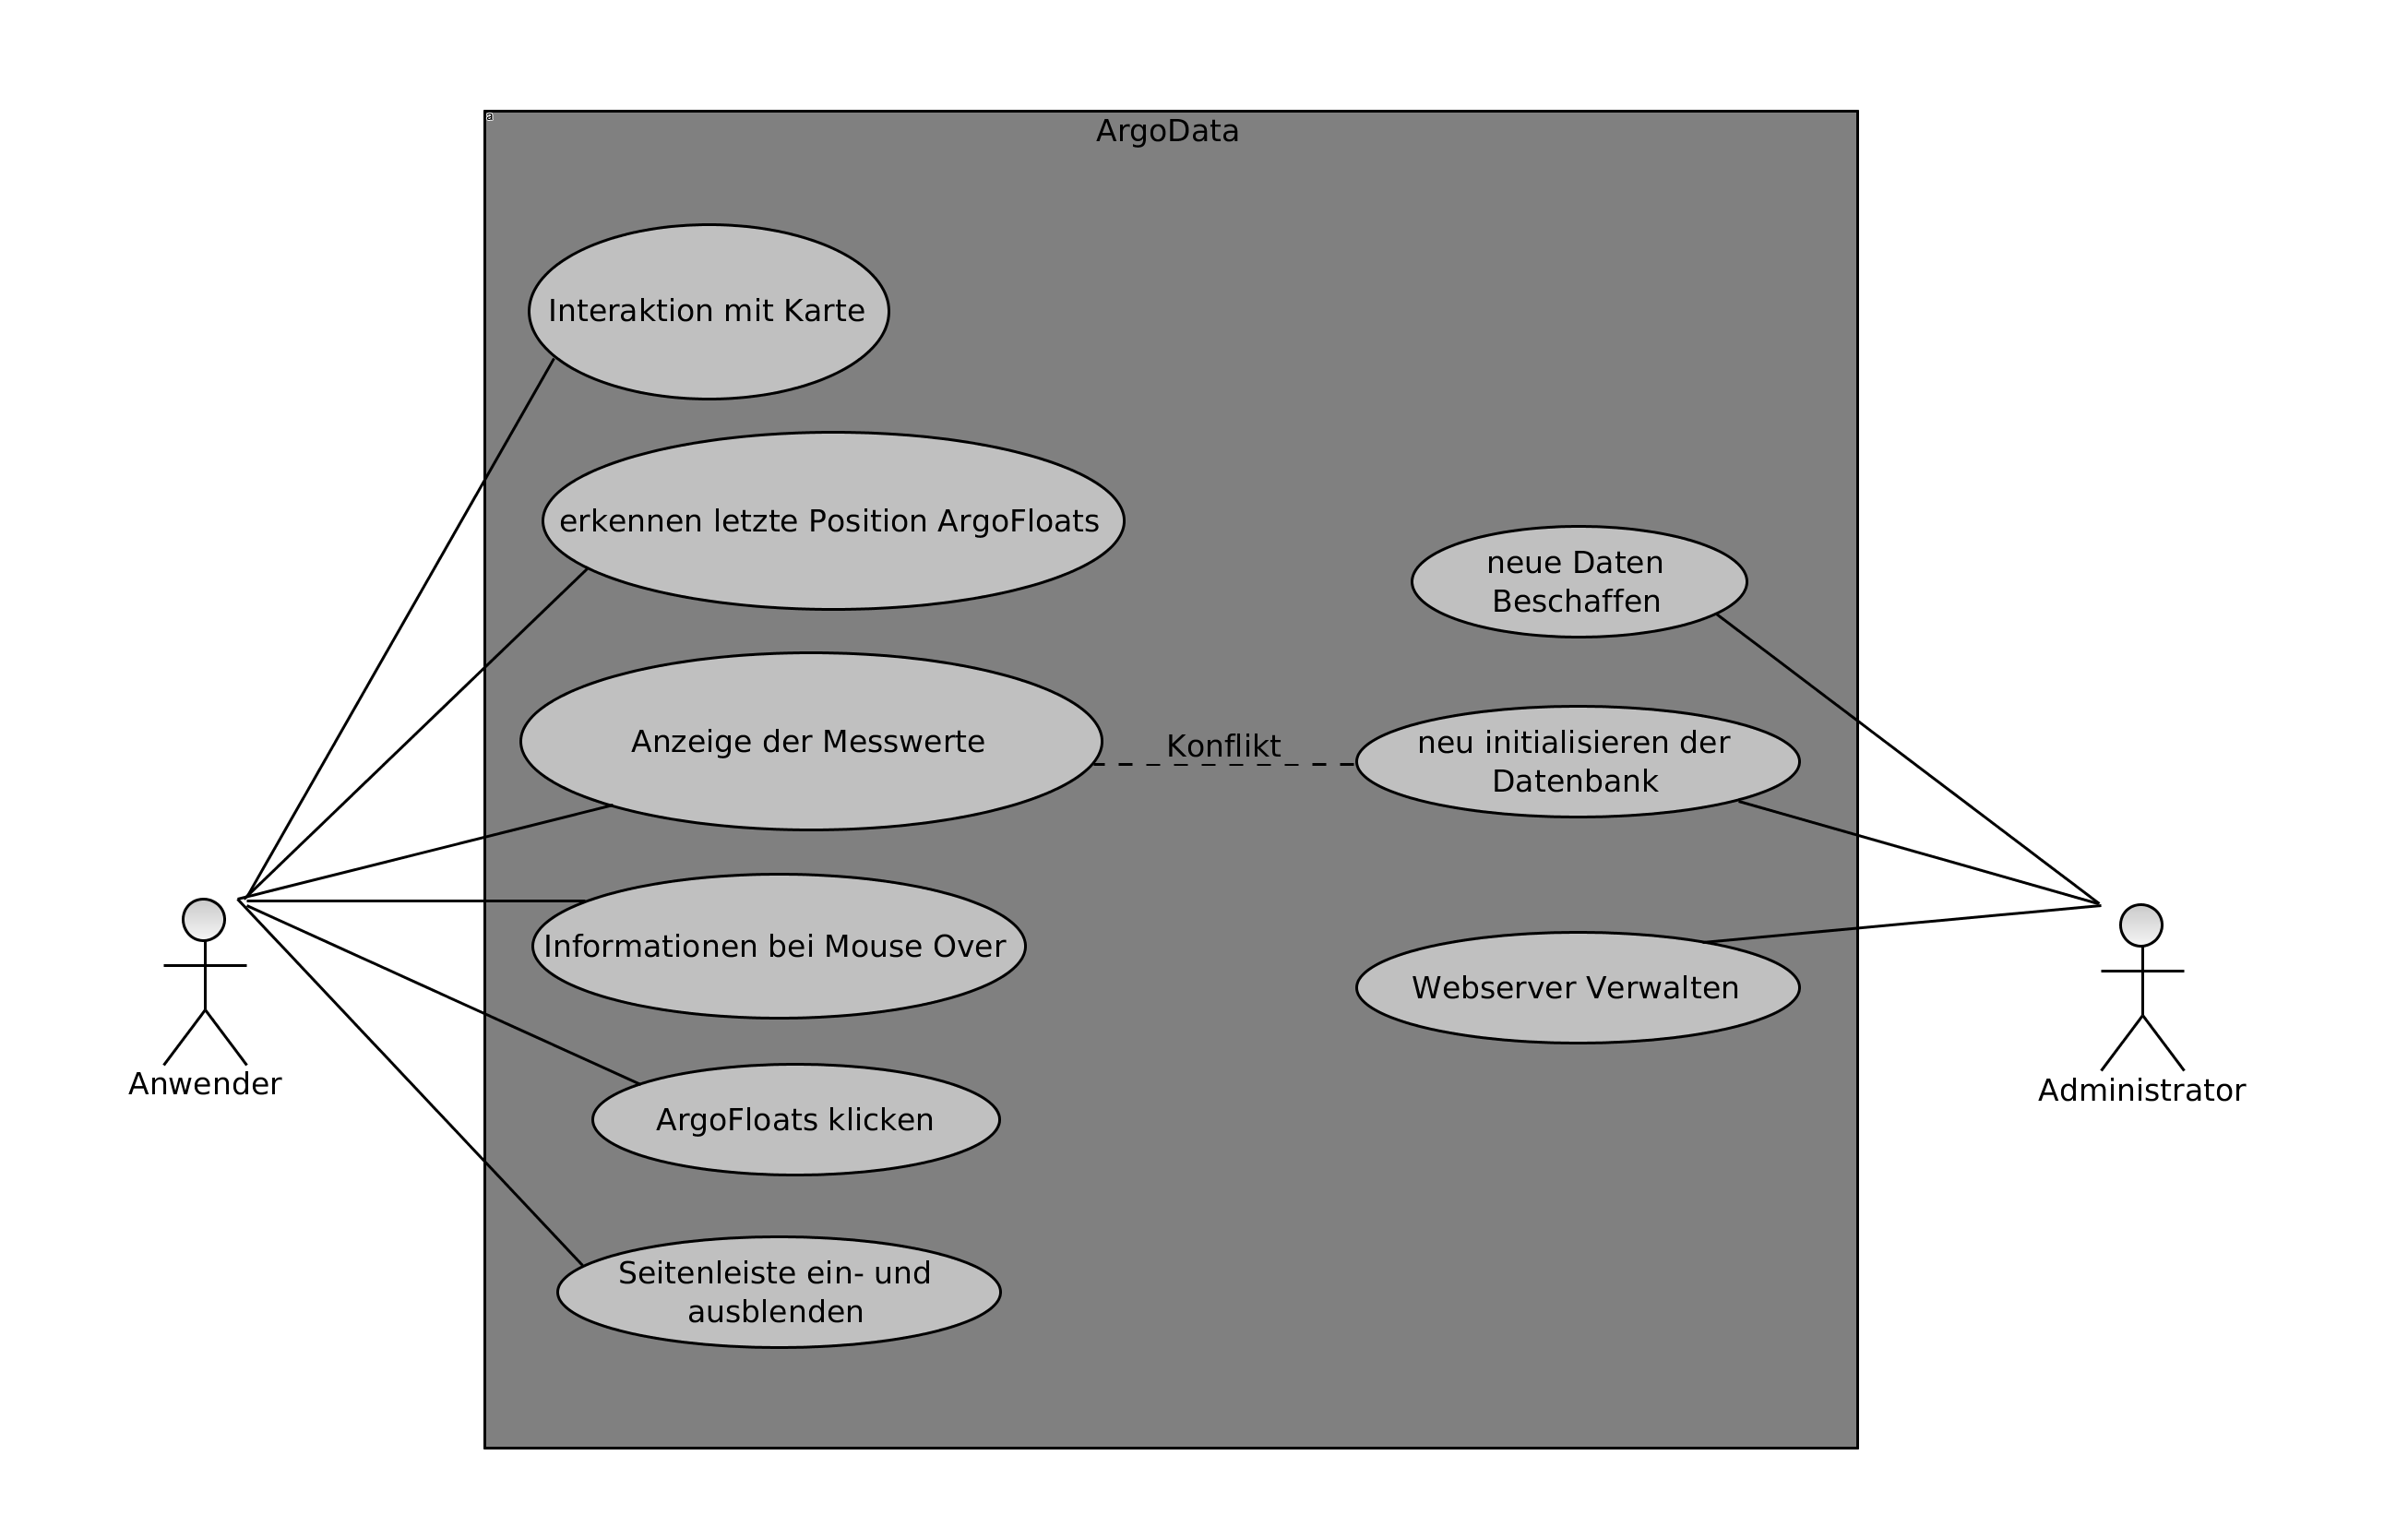 a
ArgoData
Interaktion mit Karte
erkennen letzte Position ArgoFloats
neue Daten
Beschaffen
Anzeige der Messwerte
Konflikt
neu initialisieren der
Datenbank
Informationen bei Mouse Over
Webserver Verwalten
Anwender
Administrator
ArgoFloats klicken
Seitenleiste ein- und
ausblenden